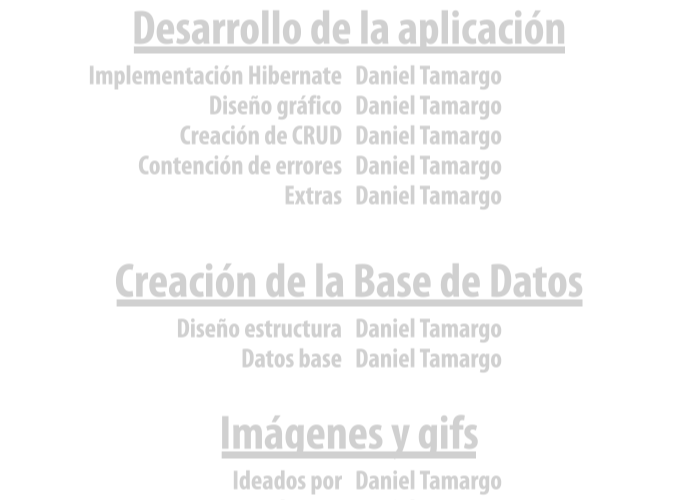 Desarrollo de la aplicación
Implementación Hibernate Daniel Tamargo
Diseño gráfico Daniel Tamargo
Creación de CRUD Daniel Tamargo
Contención de errores Daniel Tamargo
Extras Daniel Tamargo
Creación de la Base de Datos
Diseño estructura Daniel Tamargo
Datos base Daniel Tamargo
Imágenes y gifs
Ideados por Daniel Tamargo